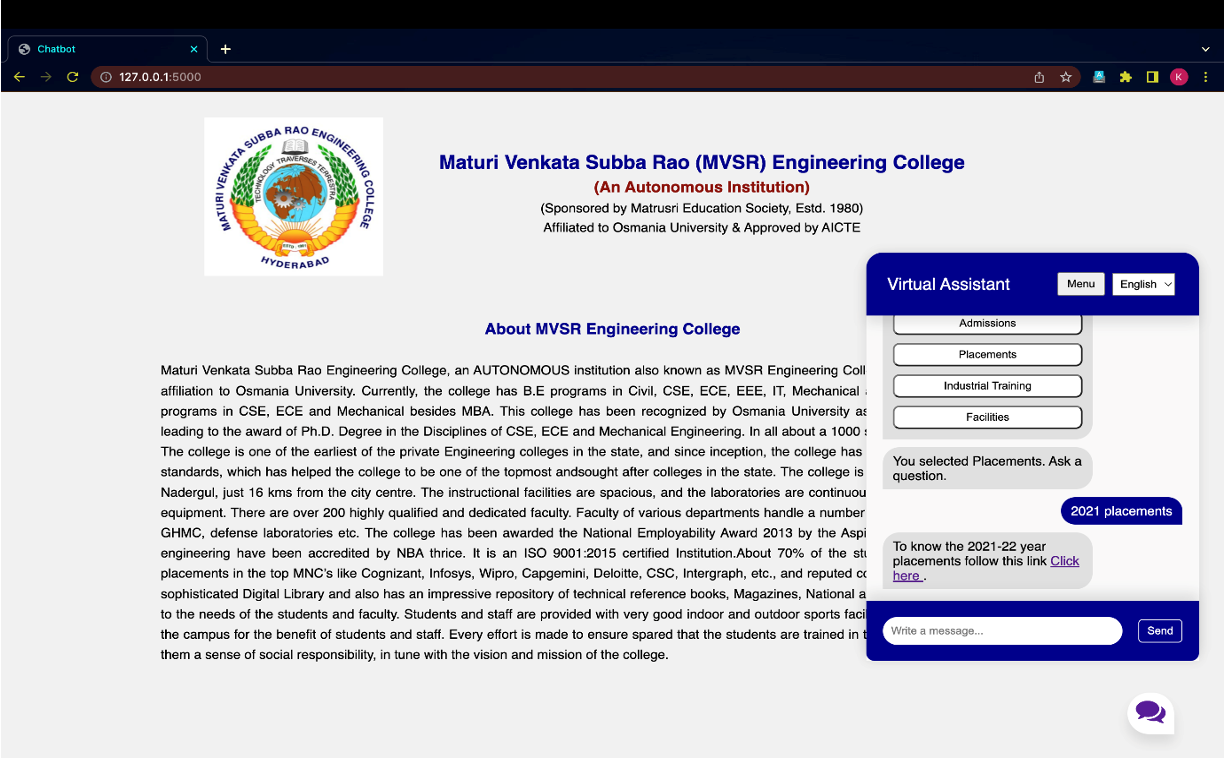 Chatbot
127.0.0.1:5000
K
MATURI VENKATA SUBBA RAO ENGINEERING COLLEGE
TECHNOLOGY TRAVERSES TERRESTRIA
HYDERABAD
Maturi Venkata Subba Rao (MVSR) Engineering College
(An Autonomous Institution)
(Sponsored by Matrusri Education Society, Estd. 1980)
Affiliated to Osmania University & Approved by AICTE
About MVSR Engineering College
Maturi Venkata Subba Rao Engineering College, an AUTONOMOUS institution also known as MVSR Engineering Coll
affiliation to Osmania University. Currently, the college has B.E programs in Civil, CSE, ECE, EEE, IT, Mechanical
programs in CSE, ECE and Mechanical besides MBA. This college has been recognized by Osmania University as
leading to the award of Ph.D. Degree in the Disciplines of CSE, ECE and Mechanical Engineering. In all about a 1000
The college is one of the earliest of the private Engineering colleges in the state, and since inception, the college has
standards, which has helped the college to be one of the topmost andsought after colleges in the state. The college is
Nadergul, just 16 kms from the city centre. The instructional facilities are spacious, and the laboratories are continuou
equipment. There are over 200 highly qualified and dedicated faculty. Faculty of various departments handle a number
GHMC, defense laboratories etc. The college has been awarded the National Employability Award 2013 by the Aspi
engineering have been accredited by NBA thrice. It is an ISO 9001:2015 certified Institution.About 70% of the stu
placements in the top MNC's like Cognizant, Infosys, Wipro, Capgemini, Deloitte, CSC, Intergraph, etc., and reputed co
sophisticated Digital Library and also has an impressive repository of technical reference books, Magazines, National a
to the needs of the students and faculty. Students and staff are provided with very good indoor and outdoor sports faci
the campus for the benefit of students and staff. Every effort is made to ensure spared that the students are trained in t
them a sense of social responsibility, in tune with the vision and mission of the college.
Virtual Assistant
Menu
English
Admissions
Placements
Industrial Training
Facilities
You selected Placements. Ask a
question.
2021 placements
To know the 2021-22 year
placements follow this link Click
here .
Write a message...
Send